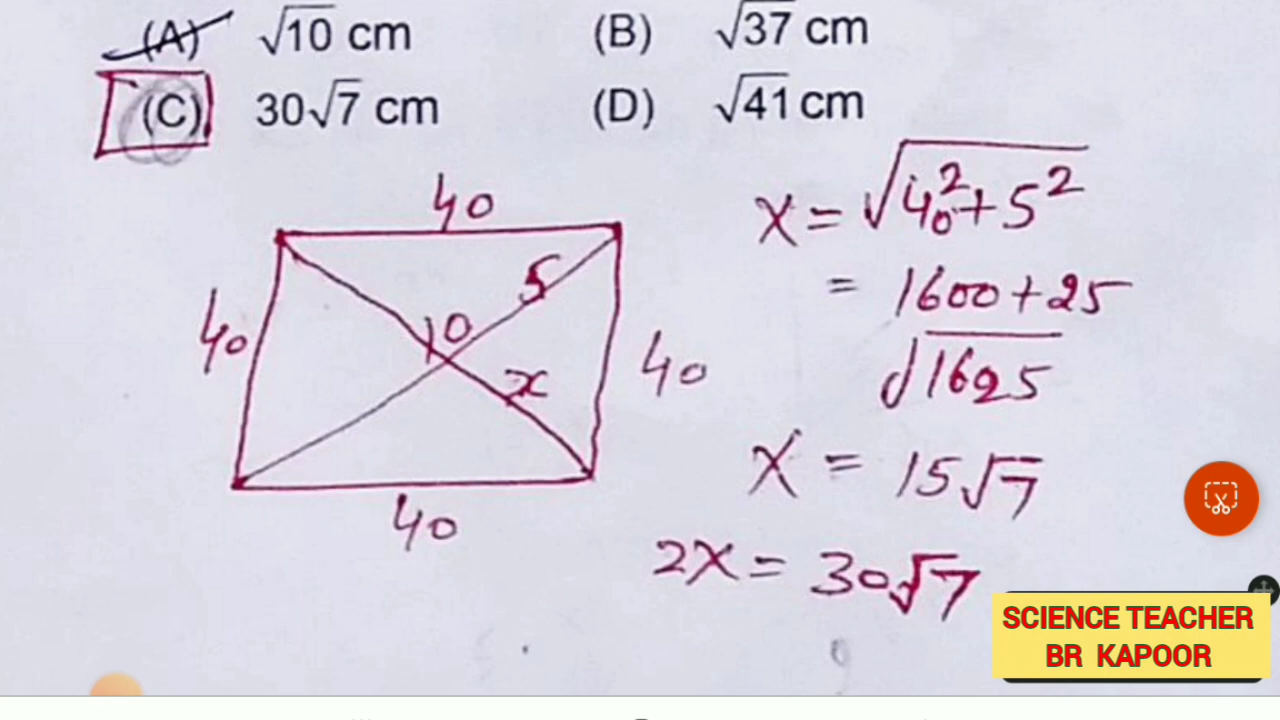 (A) √10 cm (B) √37 cm
(C) 30√7 cm (D) √41 cm
40
40
5
10
x
40
40
x = √40²+5²
= 1600+25
√1625
x = 15√7
2x = 30√7
SCIENCE TEACHER
BR KAPOOR